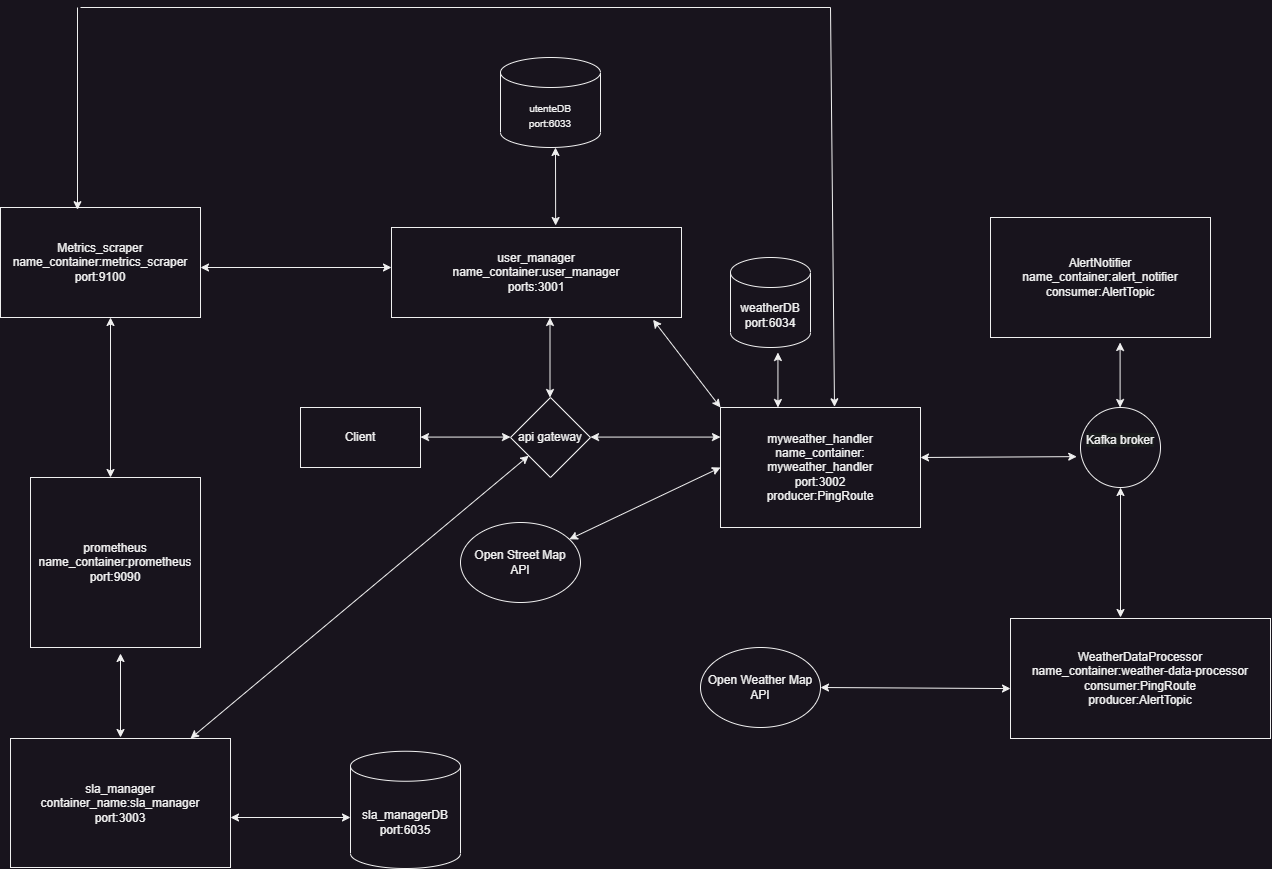 utenteDB
port:6033
Metrics_scraper
name_container:metrics_scraper
port:9100
user_manager
name_container:user_manager
ports:3001
weatherDB
port:6034
AlertNotifier
name_container:alert_notifier
consumer:AlertTopic
Client
api gateway
myweather_handler
name_container:
myweather_handler
port:3002
producer:PingRoute
Kafka broker
Open Street Map
API
prometheus
name_container:prometheus
port:9090
Open Weather Map
API
WeatherDataProcessor
name_container:weather-data-processor
consumer:PingRoute
producer:AlertTopic
sla_manager
container_name:sla_manager
port:3003
sla_managerDB
port:6035